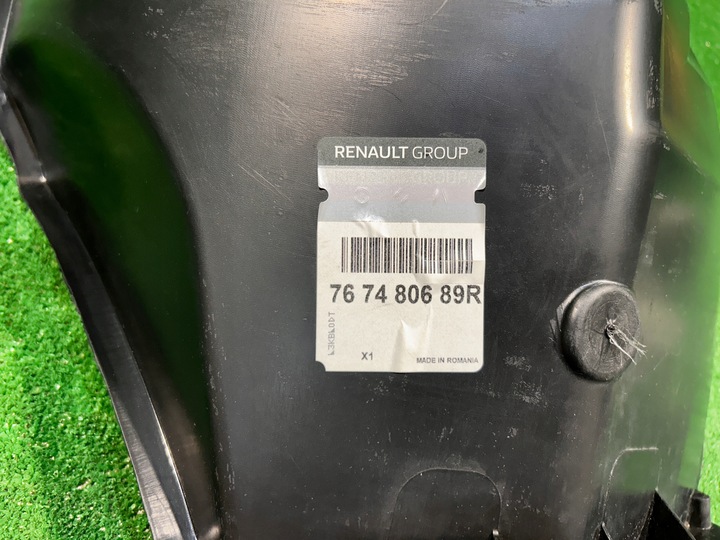 RENAULT GROUP
76 74 806 89R
X1
MADE IN ROMANIA